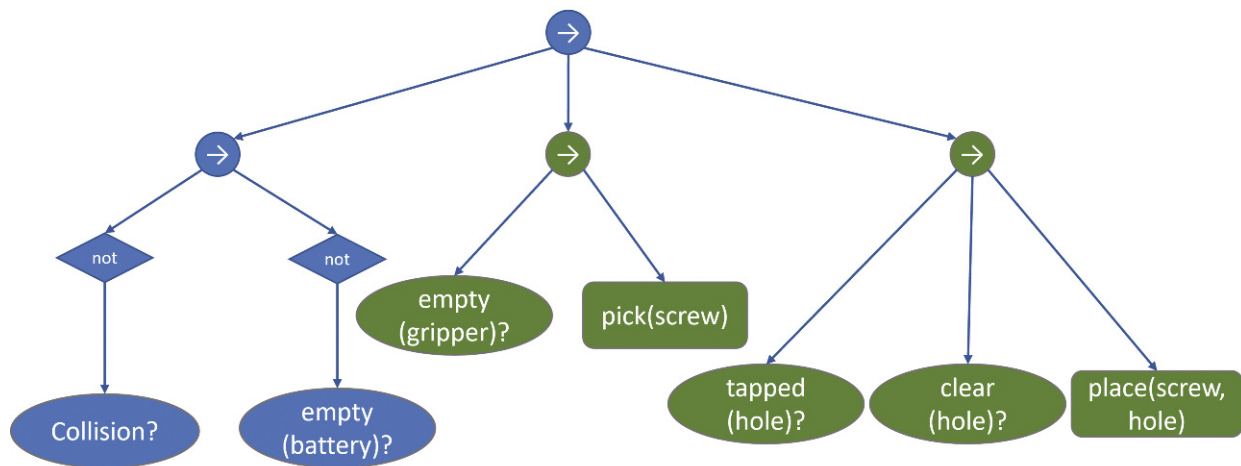 →
→
→
→
not
not
empty
(gripper)?
pick(screw)
Collision?
empty
(battery)?
tapped
(hole)?
clear
(hole)?
place(screw,
hole)